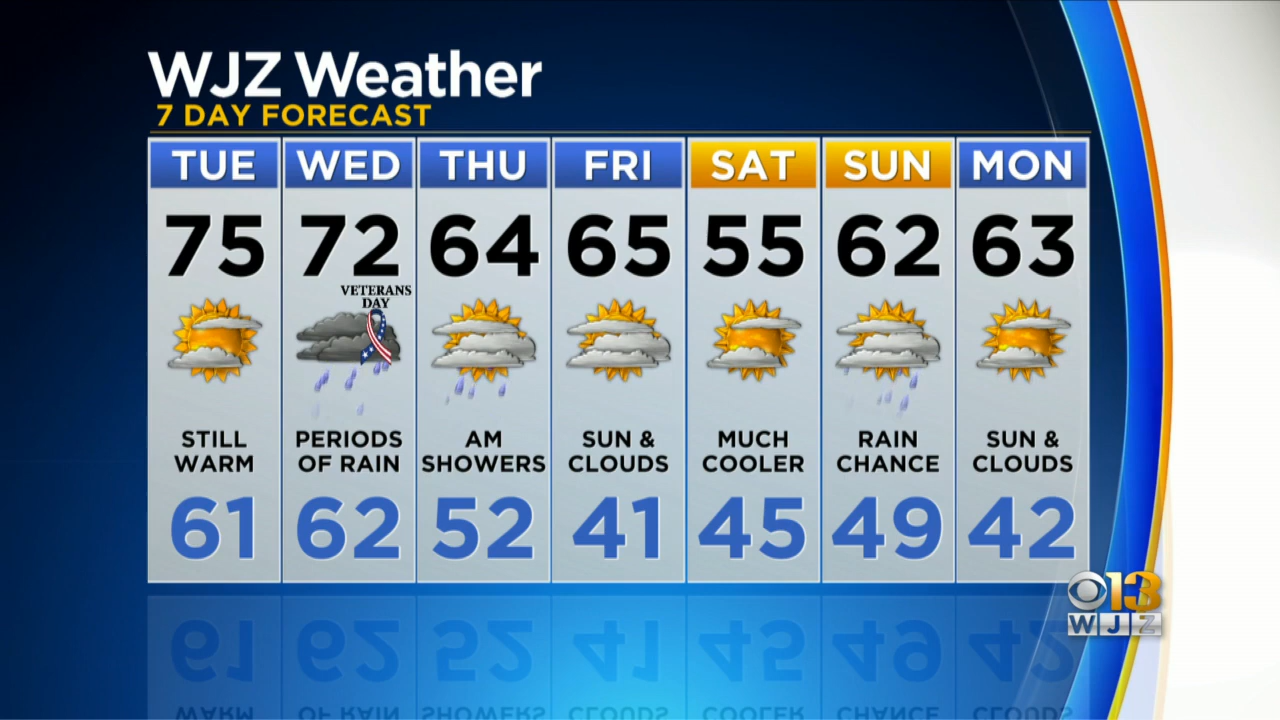 WJZ Weather
7 DAY FORECAST
TUE WED THU FRI SAT SUN MON
75 72 64 65 55 62 63
VETERANS
DAY
STILL PERIODS AM SUN & MUCH RAIN SUN &
WARM OF RAIN SHOWERS CLOUDS COOLER CHANCE CLOUDS
61 62 52 41 45 49 42
13
WJZ